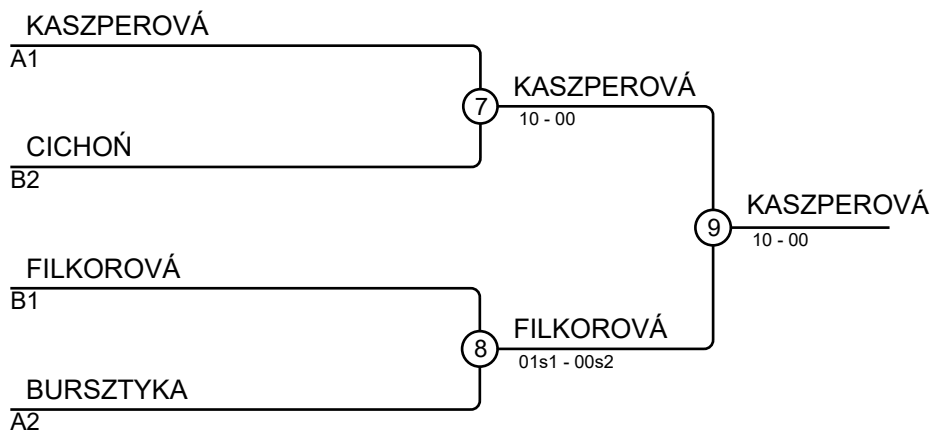 KASZPEROVÁ
A1
7
KASZPEROVÁ
10 - 00
CICHOŃ
B2
9
KASZPEROVÁ
10 - 00
FILKOROVÁ
B1
8
FILKOROVÁ
01s1 - 00s2
BURSZTYKA
A2